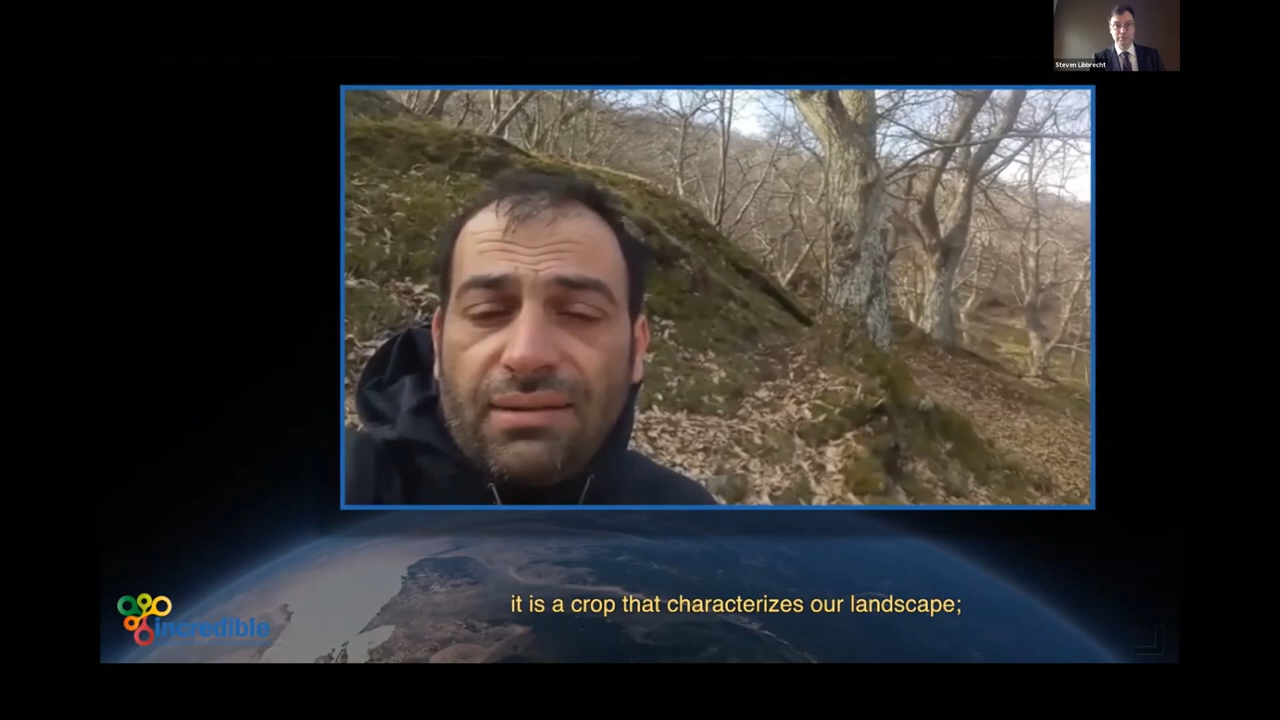 Steven Libbrecht
it is a crop that characterizes our landscape;
incredible